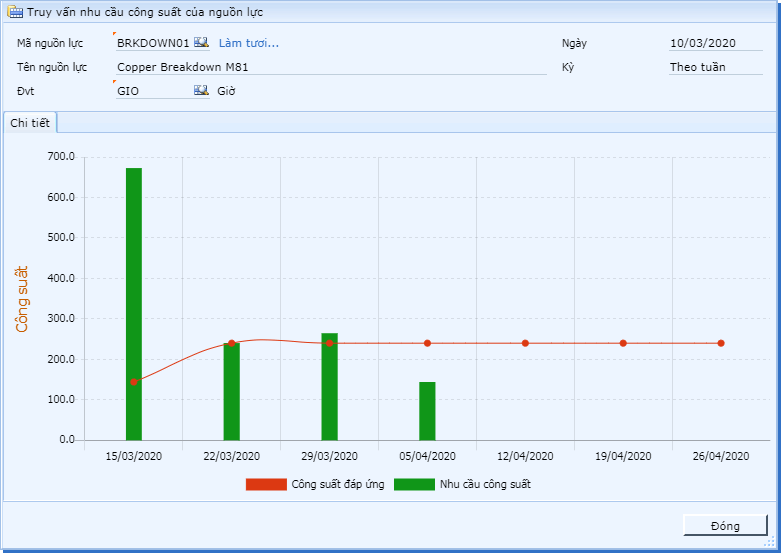 Truy vấn nhu cầu công suất của nguồn lực
Mã nguồn lực BRKDOWN01 Làm tươi... Ngày 10/03/2020
Tên nguồn lực Copper Breakdown M81 Kỳ Theo tuần
Đvt GIO Giờ
Chi tiết
700.0
600.0
500.0
400.0
300.0
200.0
100.0
0.0
Công suất
15/03/2020 22/03/2020 29/03/2020 05/04/2020 12/04/2020 19/04/2020 26/04/2020
Công suất đáp ứng Nhu cầu công suất
Đóng